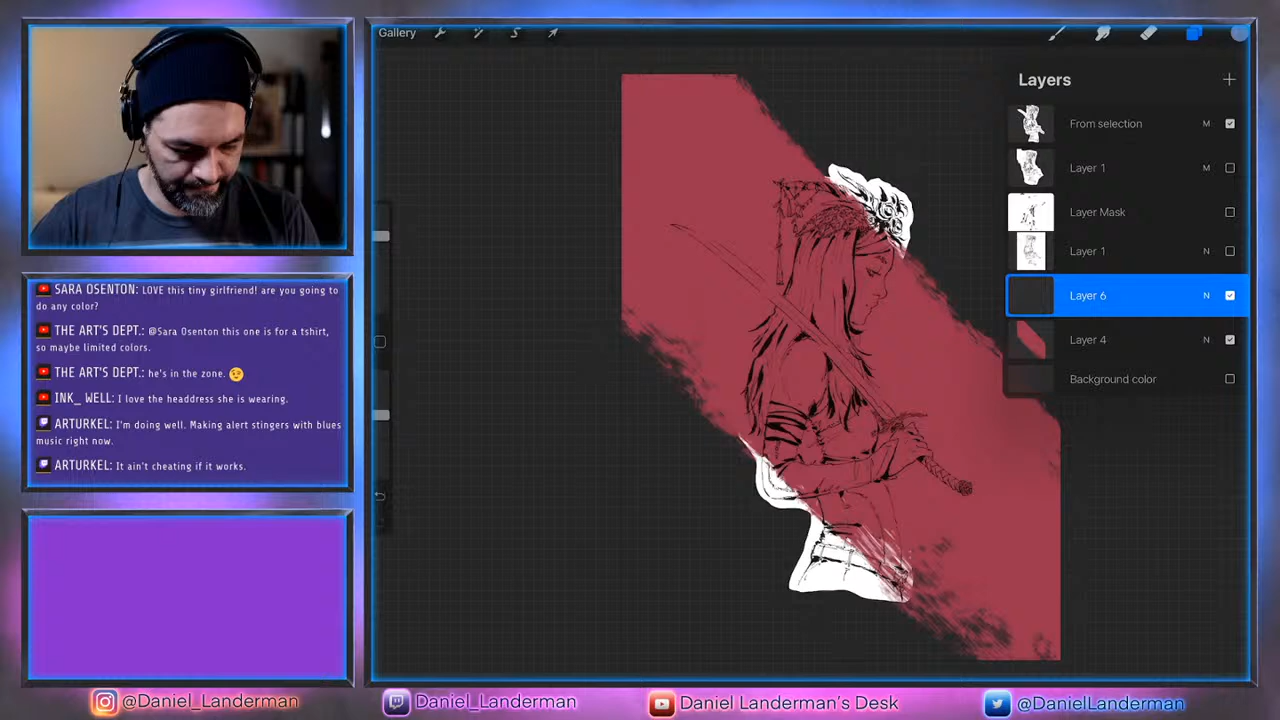 Gallery
Layers
From selection M
Layer 1 M
Layer Mask
Layer 1 N
Layer 6 N
Layer 4 N
Background color
SARA OSENTON: LOVE this tiny girlfriend! are you going to
do any color?
THE ART'S DEPT.: @Sara Osenton this one is for a tshirt,
so maybe limited colors.
THE ART'S DEPT.: he's in the zone. 😉
INK_ WELL: I love the headdress she is wearing.
ARTURKEL: I'm doing well. Making alert stingers with blues
music right now.
ARTURKEL: It ain't cheating if it works.
@Daniel_Landerman
Daniel_Landerman
Daniel Landerman's Desk
@DanielLanderman